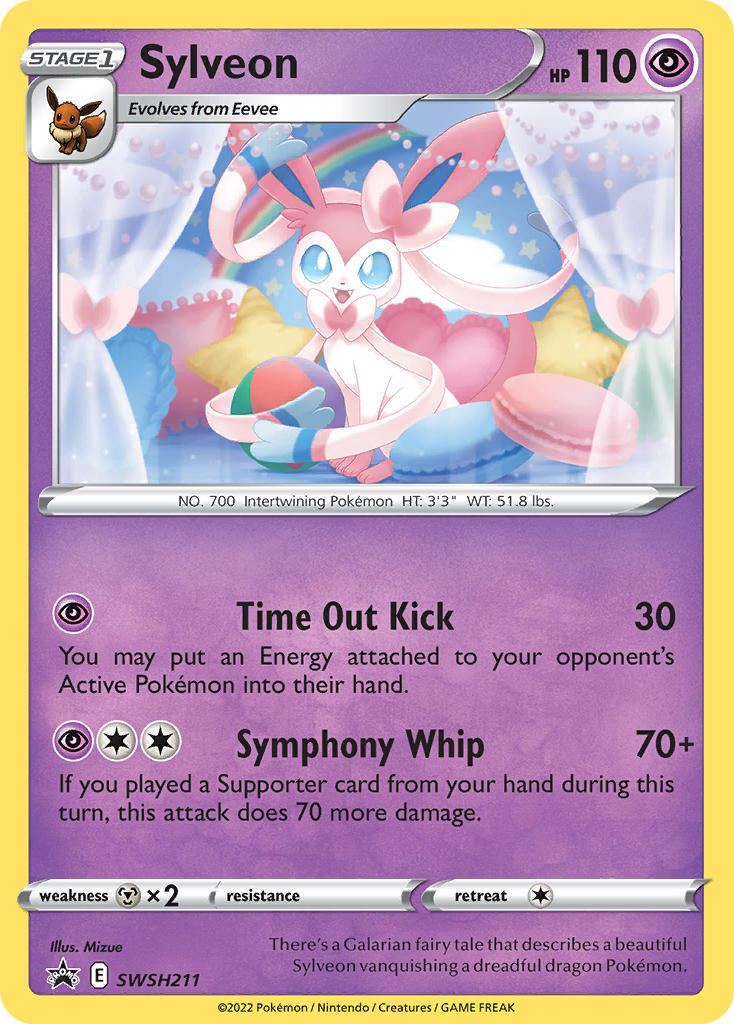 STAGE 1
Sylveon
HP 110
Evolves from Eevee
NO. 700 Intertwining Pokémon HT: 3'3" WT: 51.8 lbs.
Time Out Kick 30
You may put an Energy attached to your opponent's
Active Pokémon into their hand.
Symphony Whip 70+
If you played a Supporter card from your hand during this
turn, this attack does 70 more damage.
weakness ×2 resistance retreat
Illus. Mizue
There's a Galarian fairy tale that describes a beautiful
Sylveon vanquishing a dreadful dragon Pokémon.
PROMO E SWSH211
©2022 Pokémon / Nintendo / Creatures / GAME FREAK